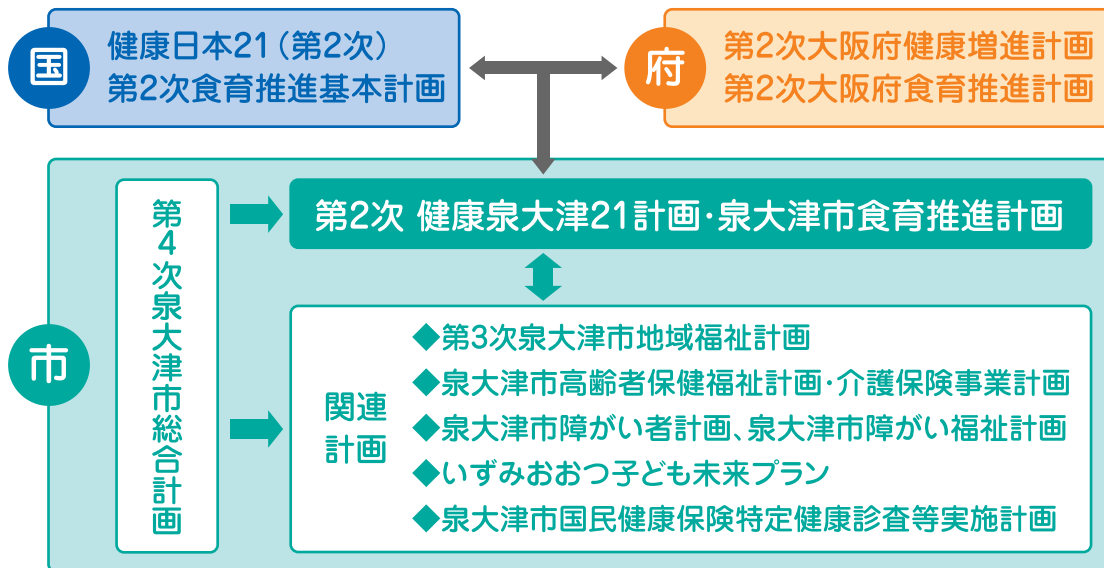 国
健康日本21(第2次)
第2次食育推進基本計画
府
第2次大阪府健康増進計画
第2次大阪府食育推進計画
市
第4次泉大津市総合計画
第2次 健康泉大津21計画・泉大津市食育推進計画
関連
計画
◆第3次泉大津市地域福祉計画
◆泉大津市高齢者保健福祉計画・介護保険事業計画
◆泉大津市障がい者計画、泉大津市障がい福祉計画
◆いずみおおつ子ども未来プラン
◆泉大津市国民健康保険特定健康診査等実施計画